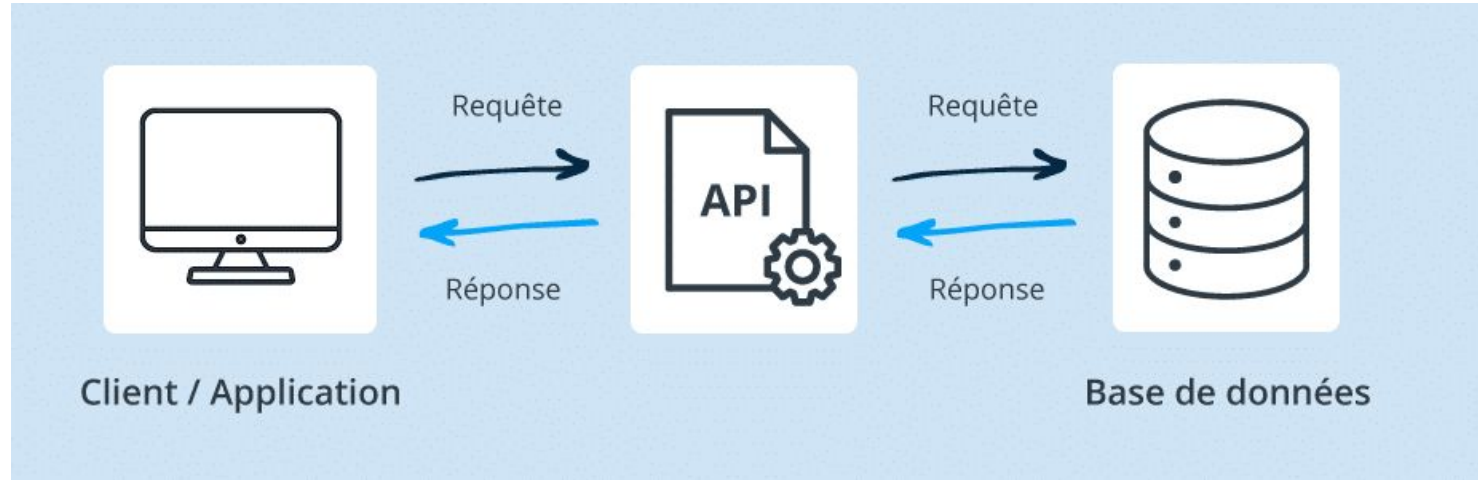 Requête
Requête
API
Réponse
Réponse
Client / Application
Base de données